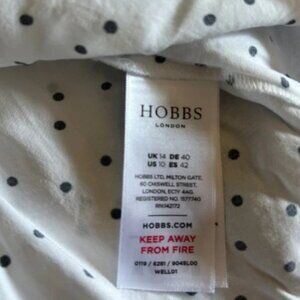 HOBBS
LONDON
UK 14 DE 40
US 10 ES 42
HOBBS LTD, MILTON GATE,
60 CHISWELL STREET,
LONDON, EC1Y 4AG.
REGISTERED NO. 1577740
RN142172
HOBBS.COM
KEEP AWAY
FROM FIRE
0119 / 6281 / 9045L00
WELL01